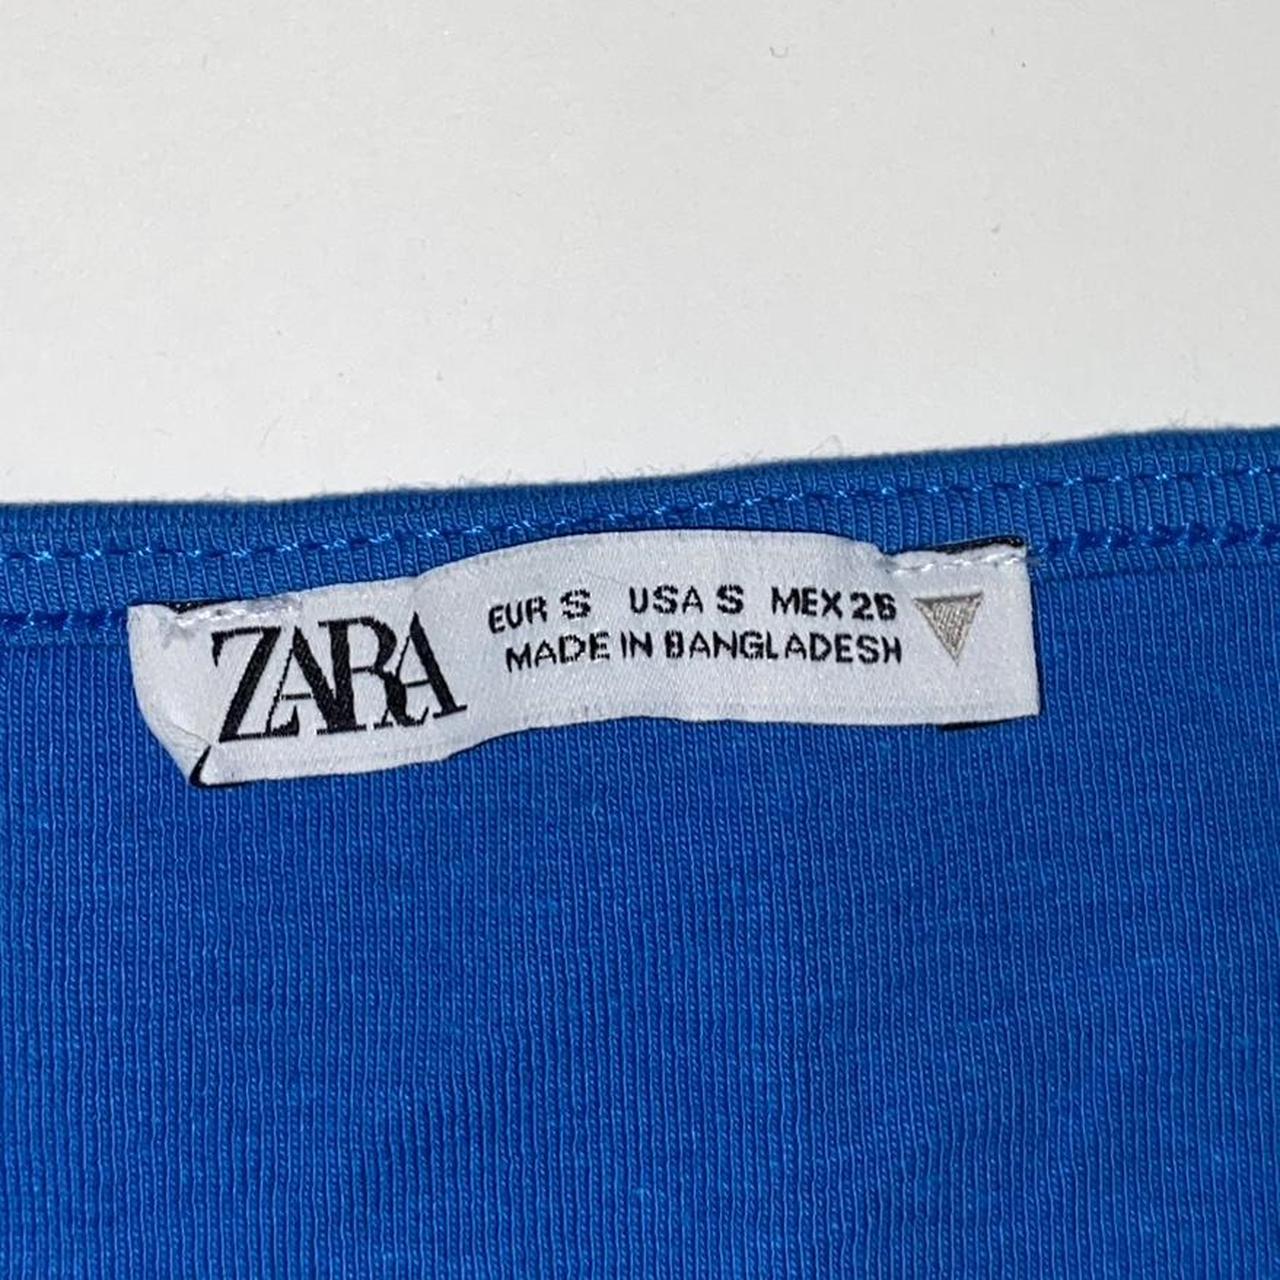 ZARA
EUR S USA S MEX 26
MADE IN BANGLADESH